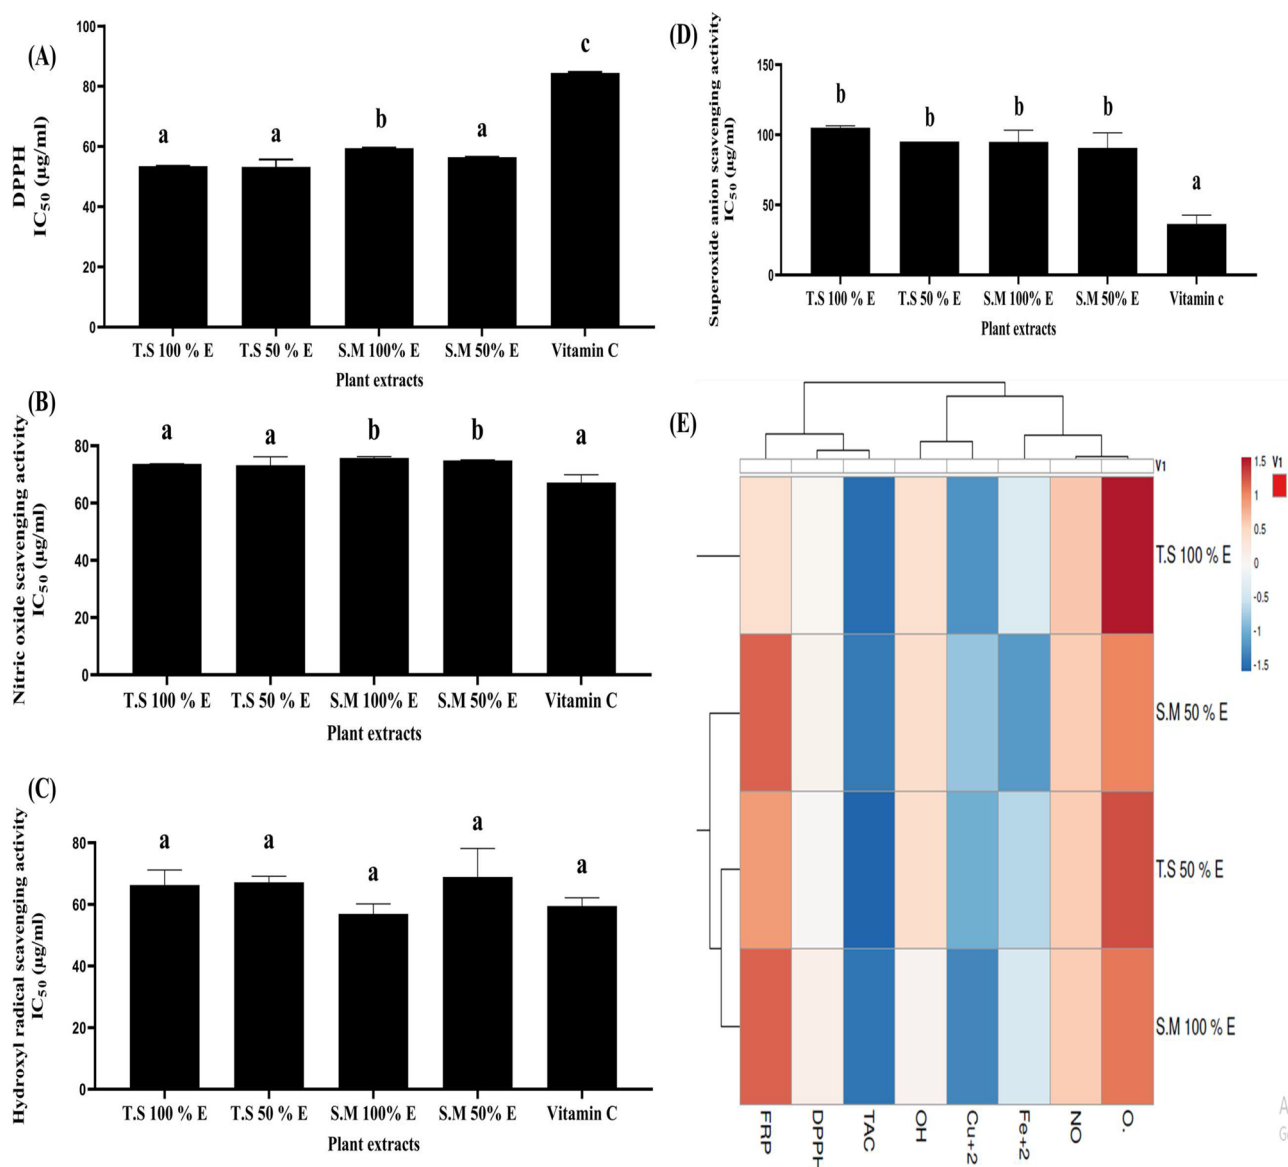 (A)
DPPH
IC50 (µg/ml)
100
80
60
40
20
0
a
a
b
a
c
T.S 100 % E
T.S 50 % E
S.M 100% E
S.M 50% E
Vitamin C
Plant extracts
(B)
Nitric oxide scavenging activity
IC50 (µg/ml)
80
60
40
20
0
a
a
b
b
a
T.S 100 % E
T.S 50 % E
S.M 100% E
S.M 50% E
Vitamin C
Plant extracts
(C)
Hydroxyl radical scavenging activity
IC50 (µg/ml)
80
60
40
20
0
a
a
a
a
a
T.S 100 % E
T.S 50 % E
S.M 100% E
S.M 50% E
Vitamin C
Plant extracts
(D)
Superoxide anion scavenging activity
IC50 (µg/ml)
150
100
50
0
b
b
b
b
a
T.S 100 % E
T.S 50% E
S.M 100% E
S.M 50% E
Vitamin c
Plant extracts
(E)
V1
T.S 100 % E
S.M 50 % E
T.S 50 % E
S.M 100 % E
FRP
DPPH
TAC
OH
Cu+2
Fe+2
NO
O.
1.5
1
0.5
0
-0.5
-1
-1.5
V1